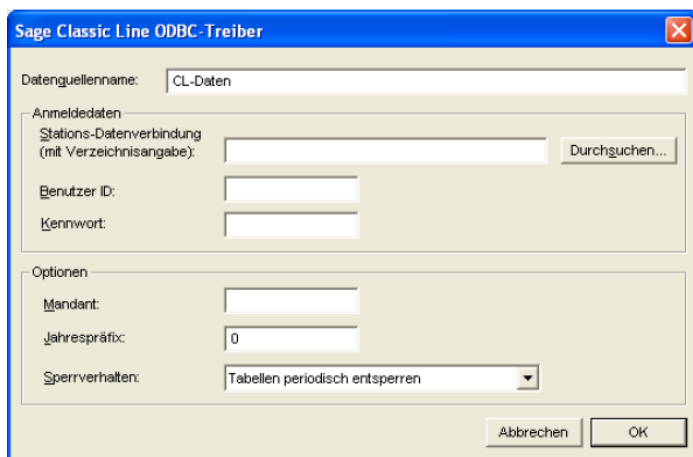 Sage Classic Line ODBC-Treiber
Datenquellenname: CL-Daten
Anmeldedaten
Stations-Datenverbindung
(mit Verzeichnisangabe): Durchsuchen...
Benutzer ID:
Kennwort:
Optionen
Mandant:
Jahrespräfix: 0
Sperrverhalten: Tabellen periodisch entsperren
Abbrechen OK